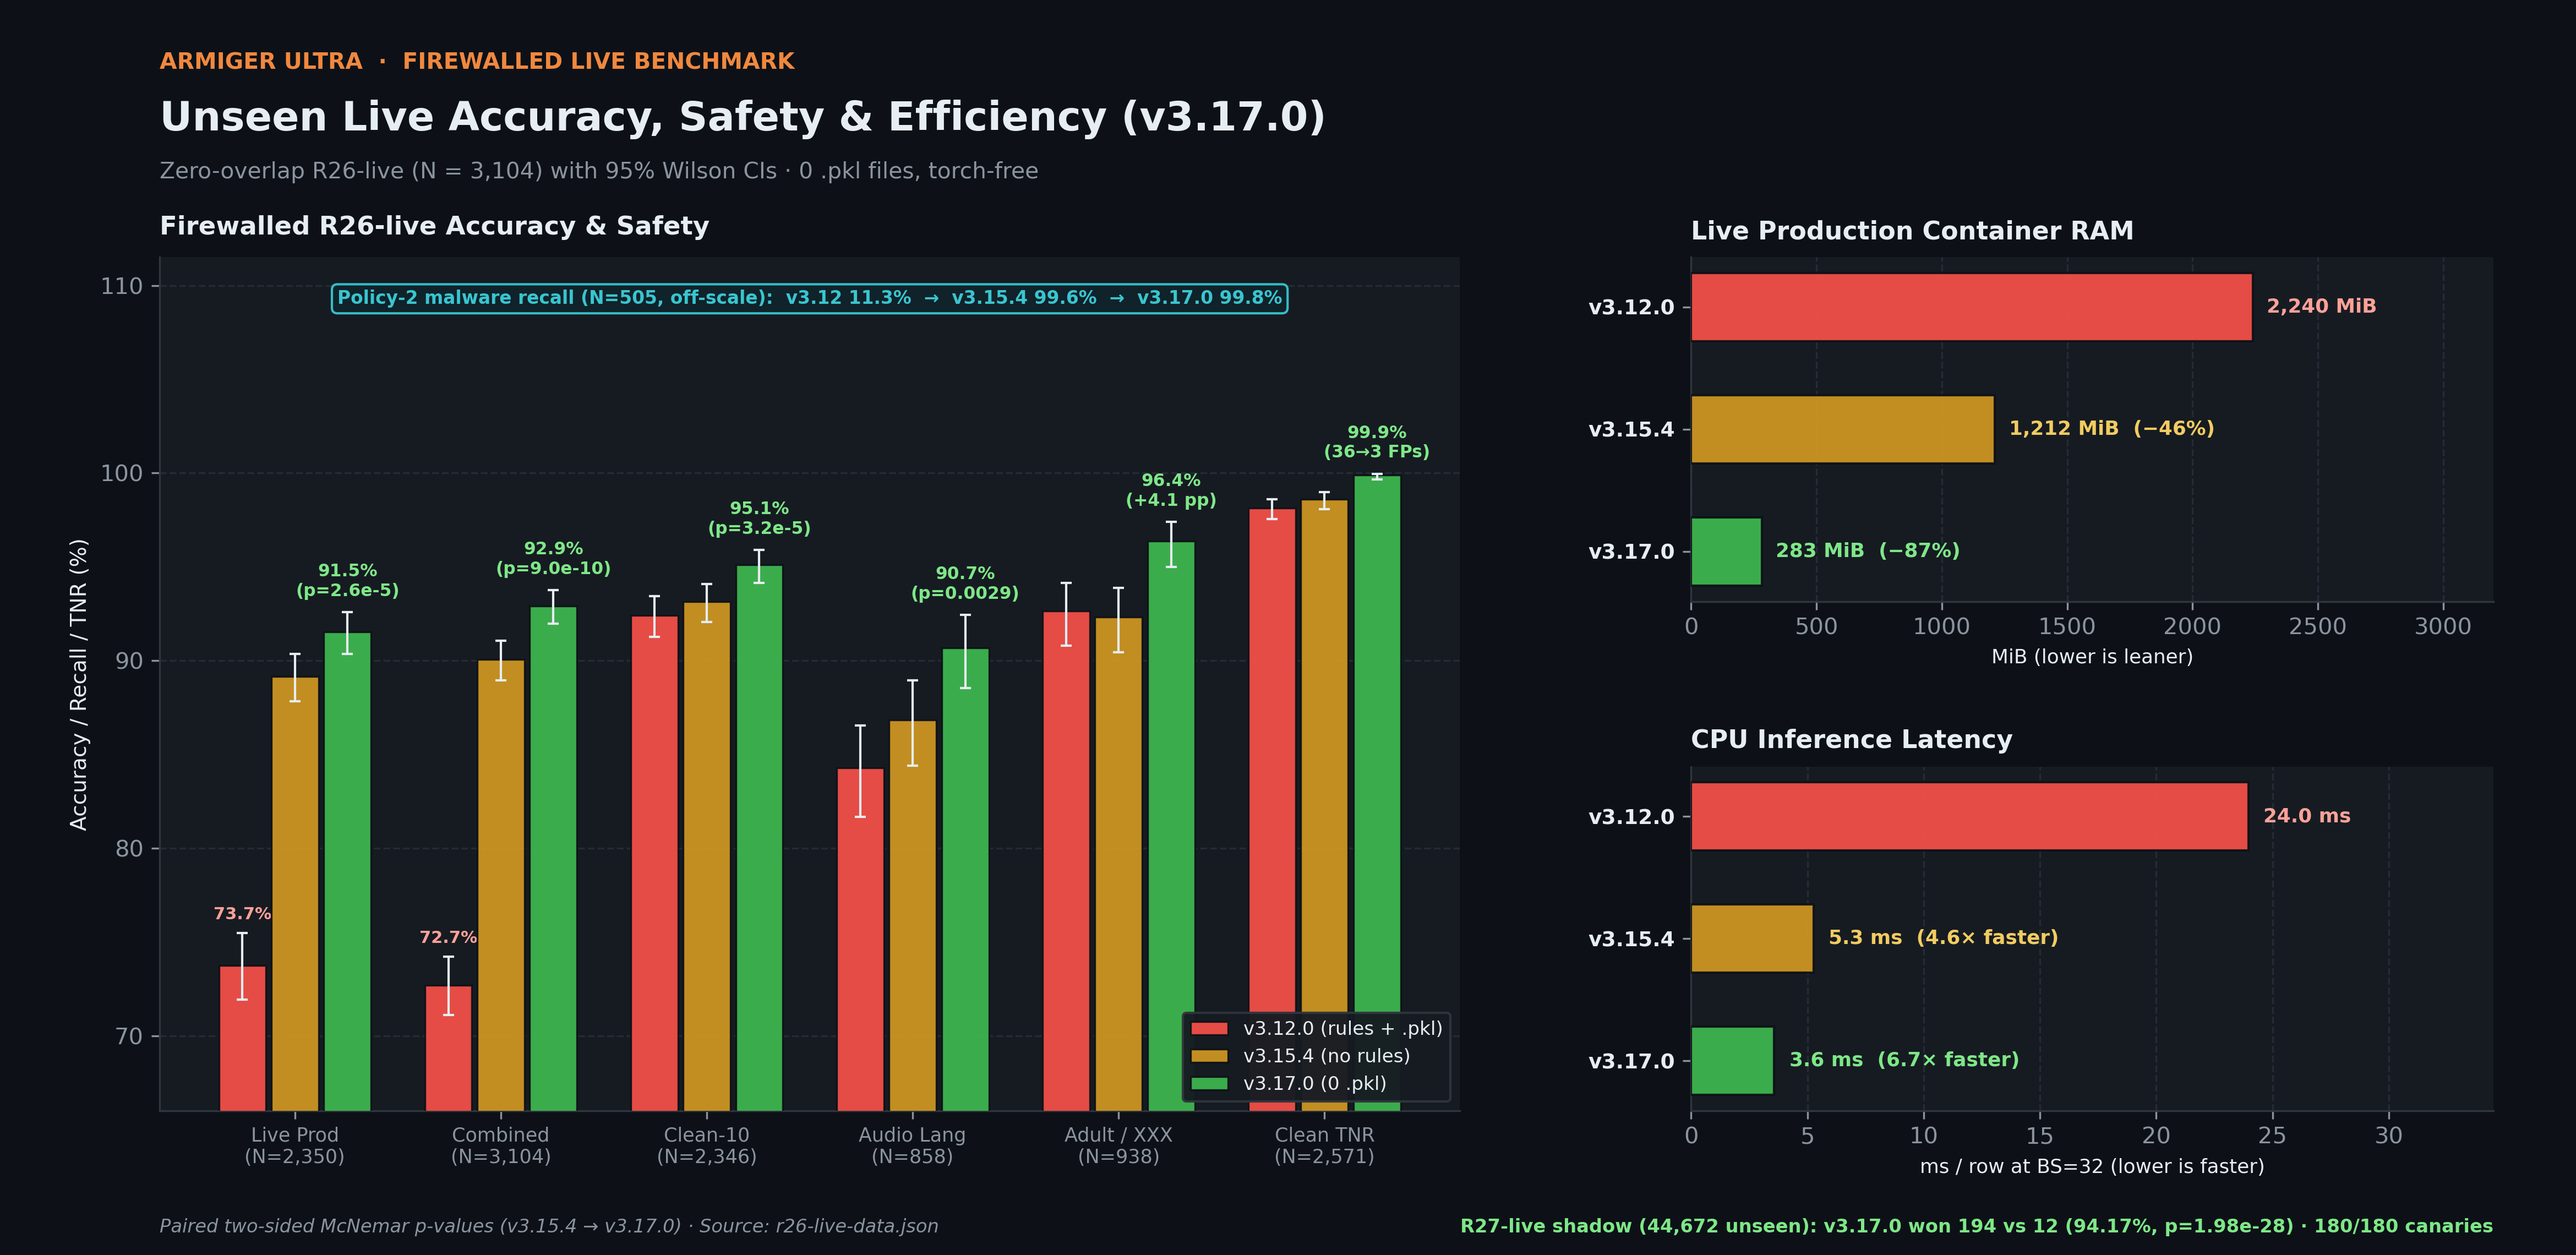 ARMIGER ULTRA · FIREWALLED LIVE BENCHMARK
Unseen Live Accuracy, Safety & Efficiency (v3.17.0)
Zero-overlap R26-live (N = 3,104) with 95% Wilson CIs · 0 .pkl files, torch-free
Firewalled R26-live Accuracy & Safety
Policy-2 malware recall (N=505, off-scale): v3.12 11.3% → v3.15.4 99.6% → v3.17.0 99.8%
Accuracy / Recall / TNR (%)
110
100
90
80
70
73.7%
91.5%
(p=2.6e-5)
72.7%
92.9%
(p=9.0e-10)
95.1%
(p=3.2e-5)
90.7%
(p=0.0029)
96.4%
(+4.1 pp)
99.9%
(36→3 FPs)
v3.12.0 (rules + .pkl)
v3.15.4 (no rules)
v3.17.0 (0 .pkl)
Live Prod
(N=2,350)
Combined
(N=3,104)
Clean-10
(N=2,346)
Audio Lang
(N=858)
Adult / XXX
(N=938)
Clean TNR
(N=2,571)
Live Production Container RAM
v3.12.0
2,240 MiB
v3.15.4
1,212 MiB (−46%)
v3.17.0
283 MiB (−87%)
0 500 1000 1500 2000 2500 3000
MiB (lower is leaner)
CPU Inference Latency
v3.12.0
24.0 ms
v3.15.4
5.3 ms (4.6× faster)
v3.17.0
3.6 ms (6.7× faster)
0 5 10 15 20 25 30
ms / row at BS=32 (lower is faster)
Paired two-sided McNemar p-values (v3.15.4 → v3.17.0) · Source: r26-live-data.json
R27-live shadow (44,672 unseen): v3.17.0 won 194 vs 12 (94.17%, p=1.98e-28) · 180/180 canaries